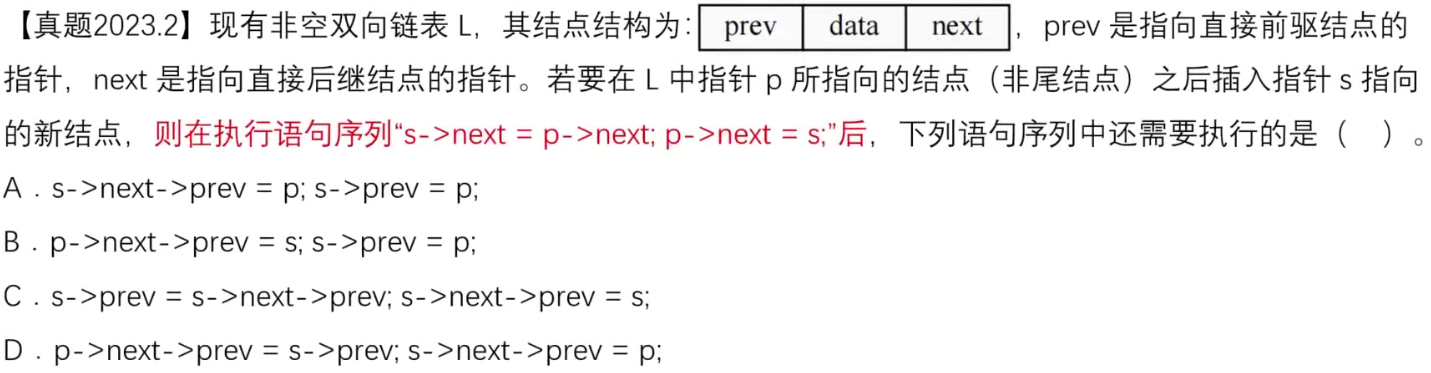 【真题2023.2】现有非空双向链表 L，其结点结构为：prev data next，prev 是指向直接前驱结点的
指针，next 是指向直接后继结点的指针。若要在 L 中指针 p 所指向的结点（非尾结点）之后插入指针 s 指向
的新结点，则在执行语句序列“s->next = p->next; p->next = s;”后，下列语句序列中还需要执行的是（ ）。
A．s->next->prev = p; s->prev = p;
B．p->next->prev = s; s->prev = p;
C．s->prev = s->next->prev; s->next->prev = s;
D．p->next->prev = s->prev; s->next->prev = p;